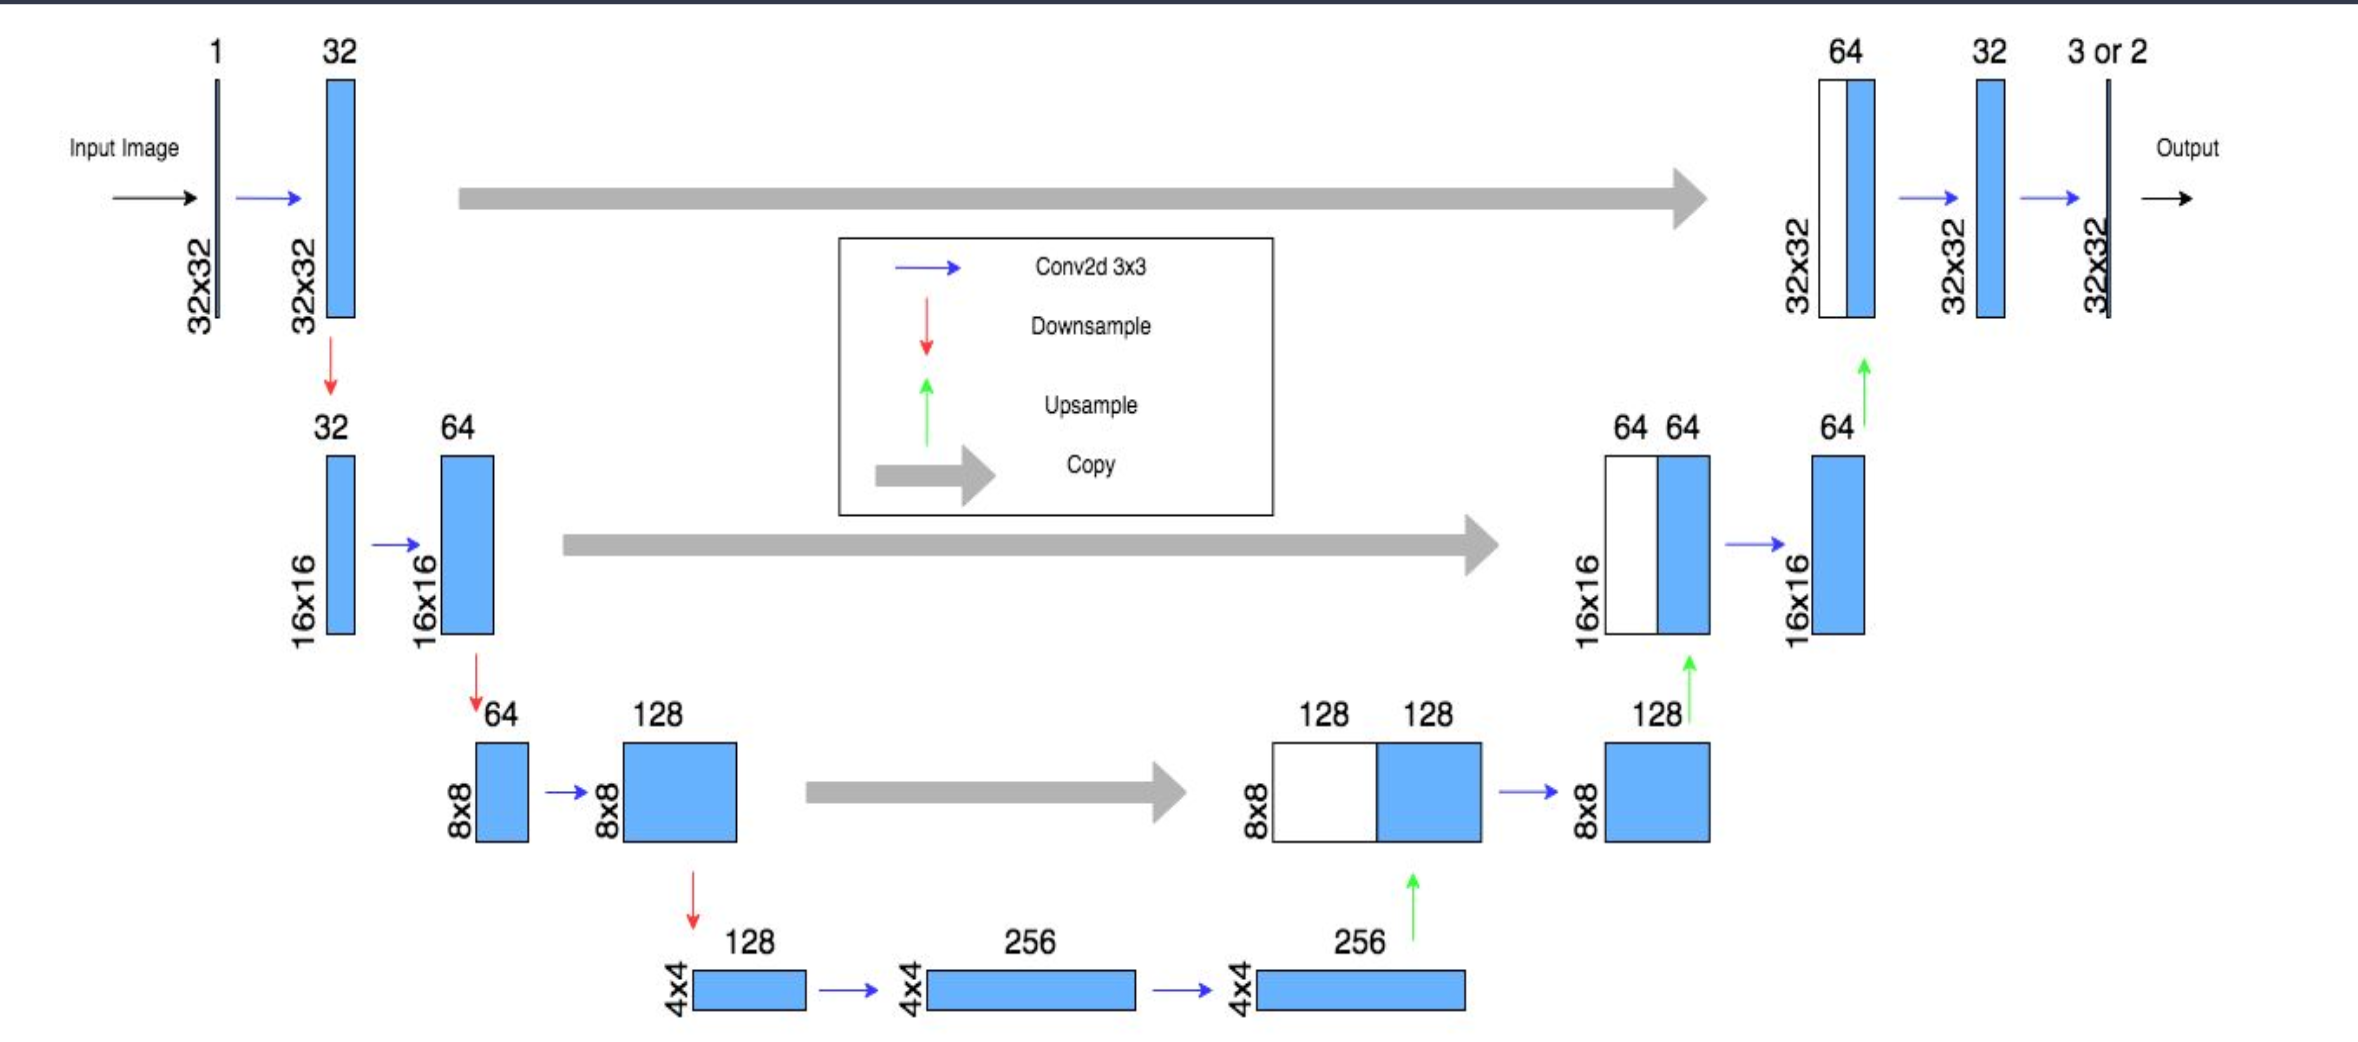 1
32
64
32
3 or 2
Input Image
Output
32x32
32x32
32x32
32x32
32x32
Conv2d 3x3
Downsample
Upsample
Copy
32
64
64 64
64
16x16
16x16
16x16
16x16
64
128
128
128
128
8x8
8x8
8x8
8x8
128
256
256
4x4
4x4
4x4